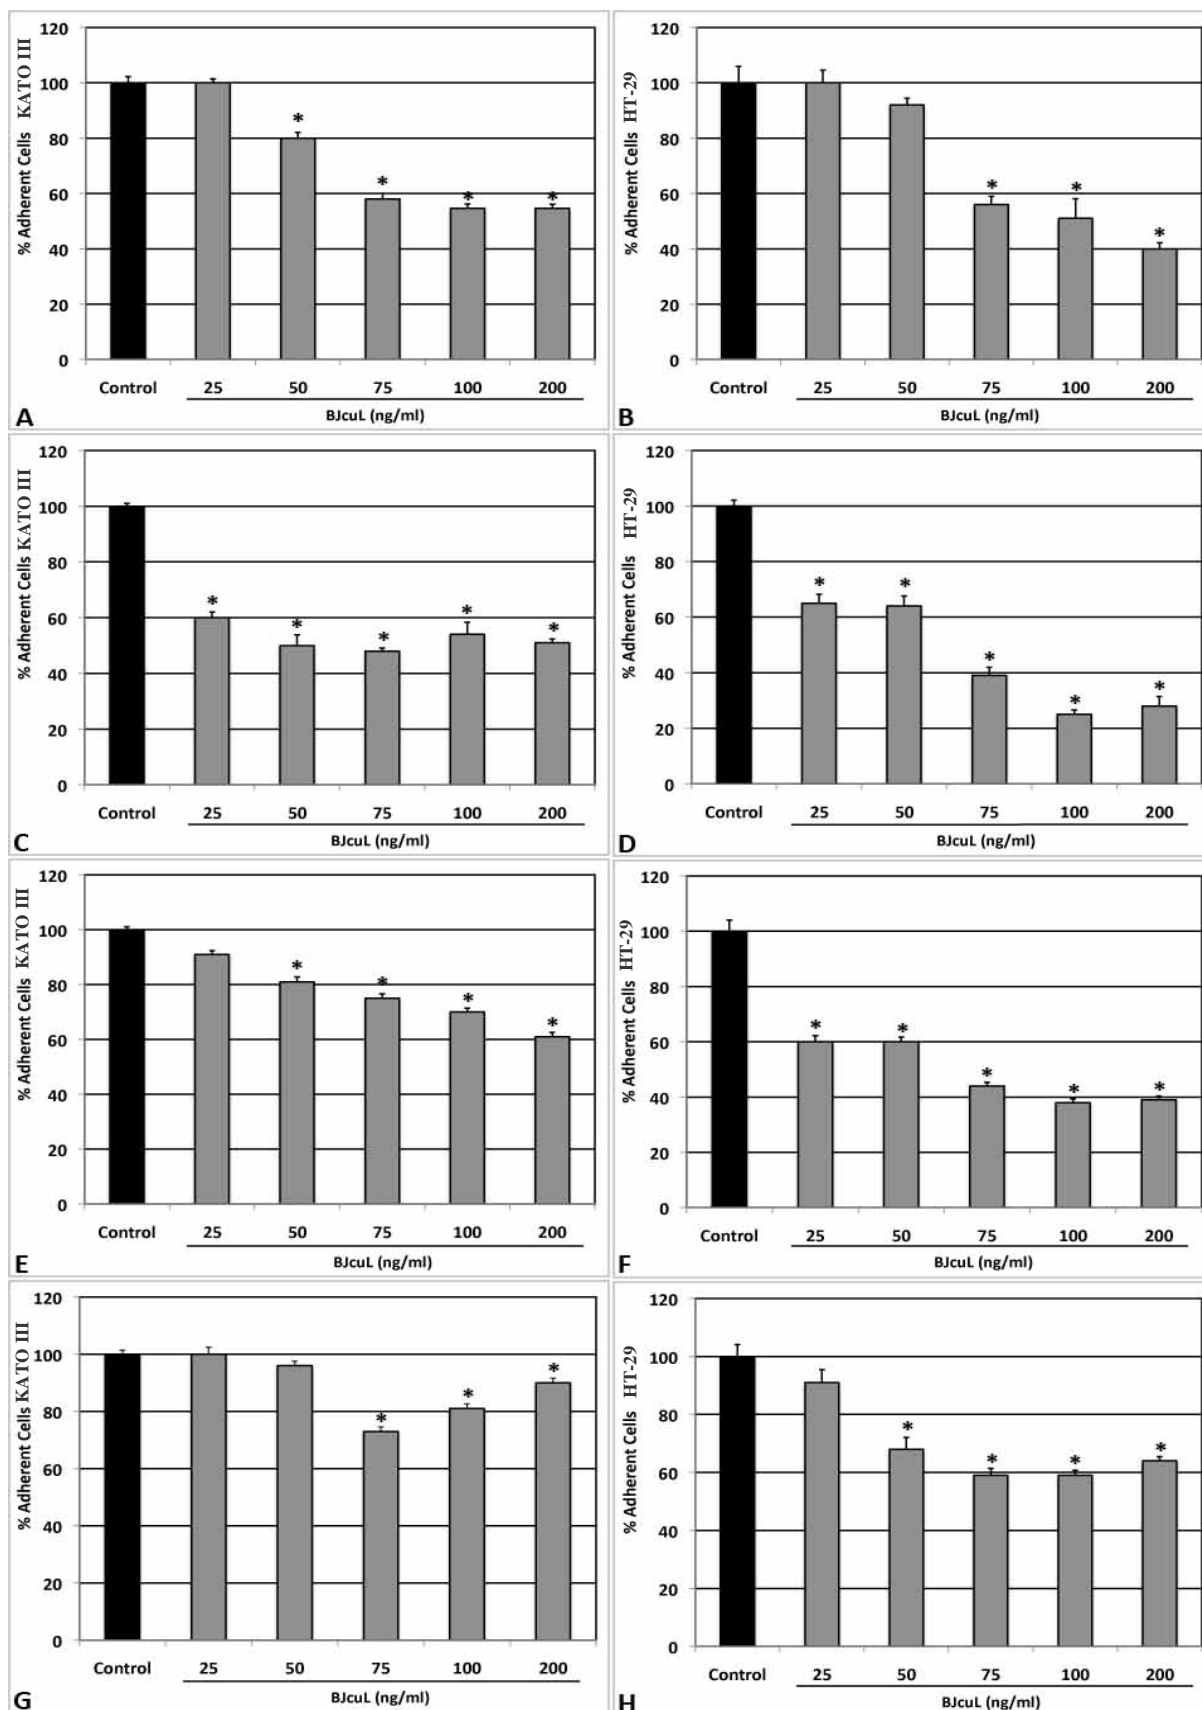 120
100
80
60
40
20
0
% Adherent Cells KATO III
* * * *
Control 25 50 75 100 200
BJcuL (ng/ml)
A
120
100
80
60
40
20
0
% Adherent Cells HT-29
* * *
Control 25 50 75 100 200
BJcuL (ng/ml)
B
120
100
80
60
40
20
0
% Adherent Cells KATO III
* * * * *
Control 25 50 75 100 200
BJcuL (ng/ml)
C
120
100
80
60
40
20
0
% Adherent Cells HT-29
* * * * *
Control 25 50 75 100 200
BJcuL (ng/ml)
D
120
100
80
60
40
20
0
% Adherent Cells KATO III
* * * *
Control 25 50 75 100 200
BJcuL (ng/ml)
E
120
100
80
60
40
20
0
% Adherent Cells HT-29
* * * * *
Control 25 50 75 100 200
BJcuL (ng/ml)
F
120
100
80
60
40
20
0
% Adherent Cells KATO III
* * *
Control 25 50 75 100 200
BJcuL (ng/ml)
G
120
100
80
60
40
20
0
% Adherent Cells HT-29
* * * *
Control 25 50 75 100 200
BJcuL (ng/ml)
H